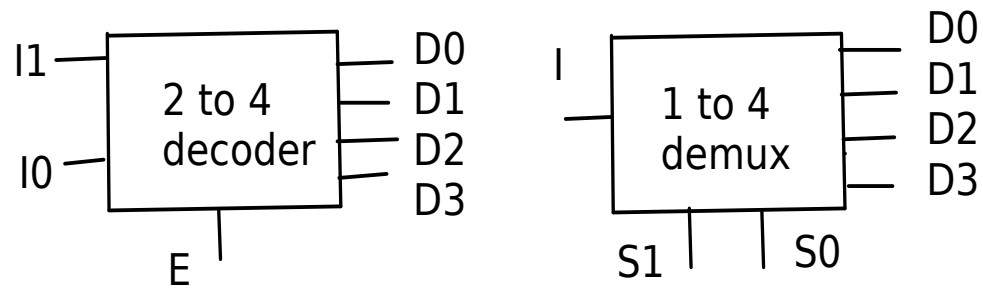 I1
I0
2 to 4
decoder
E
D0
D1
D2
D3
I
1 to 4
demux
S1
S0
D0
D1
D2
D3